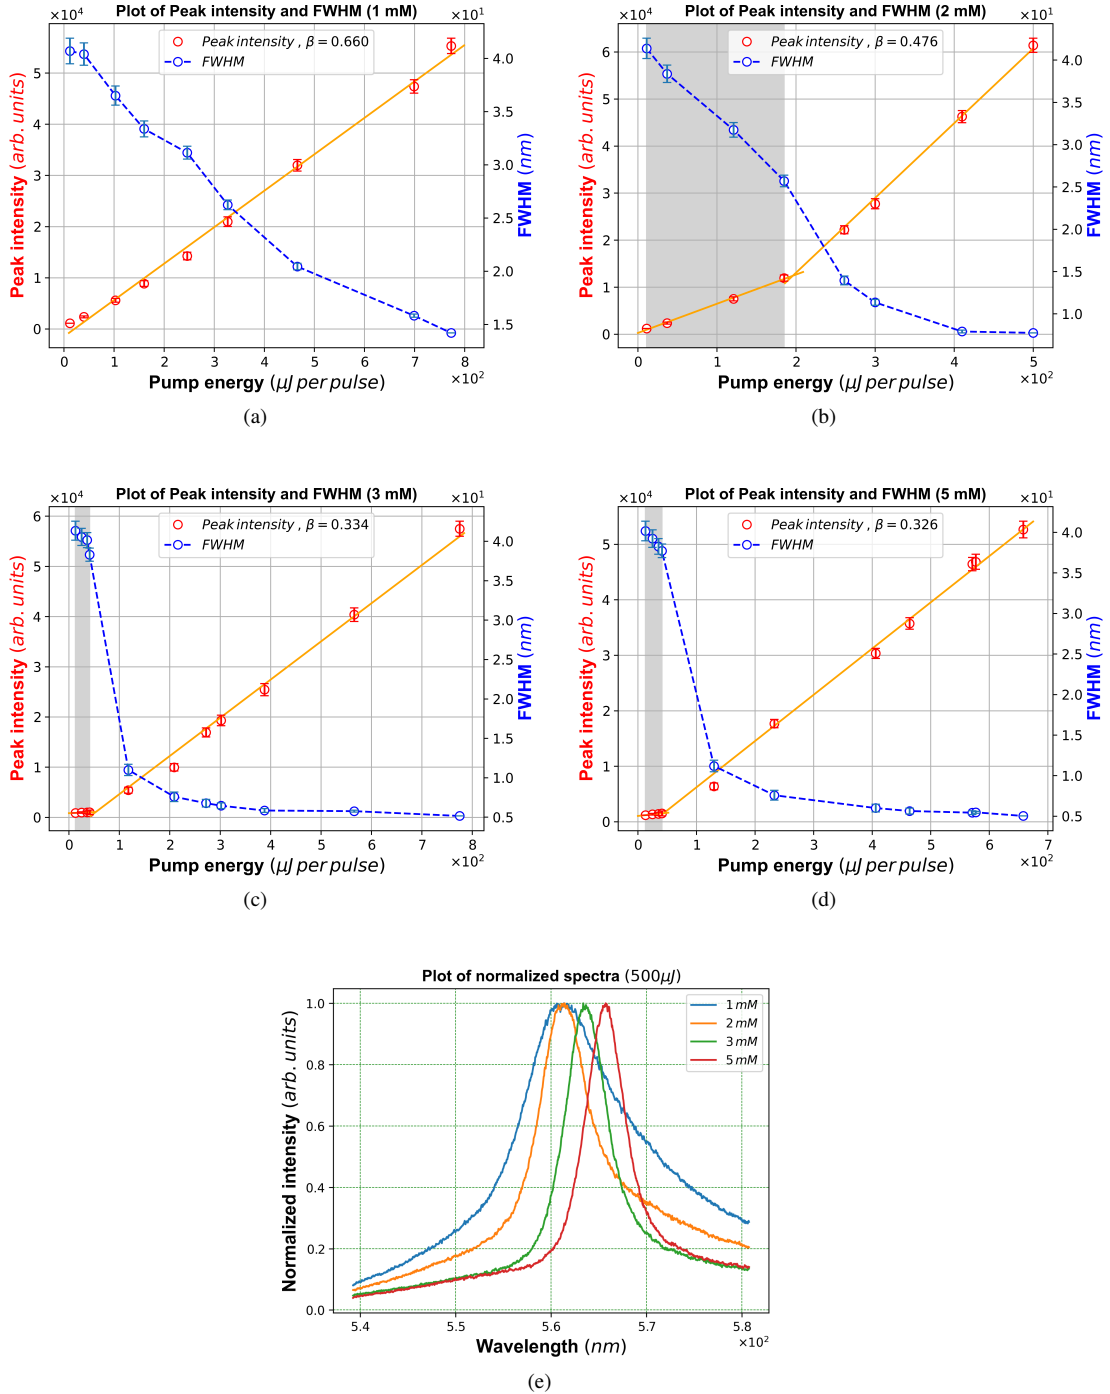 Plot of Peak intensity and FWHM (1 mM)
×10⁴
×10¹
Peak intensity , β = 0.660
FWHM
Peak intensity (arb. units)
5
4
3
2
1
0
4.0
3.5
3.0
2.5
2.0
1.5
FWHM (nm)
0 1 2 3 4 5 6 7 8
×10²
Pump energy (μJ per pulse)
(a)
Plot of Peak intensity and FWHM (2 mM)
×10⁴
×10¹
Peak intensity , β = 0.476
FWHM
Peak intensity (arb. units)
6
5
4
3
2
1
0
4.0
3.5
3.0
2.5
2.0
1.5
1.0
FWHM (nm)
0 1 2 3 4 5
×10²
Pump energy (μJ per pulse)
(b)
Plot of Peak intensity and FWHM (3 mM)
×10⁴
×10¹
Peak intensity , β = 0.334
FWHM
Peak intensity (arb. units)
6
5
4
3
2
1
0
4.0
3.5
3.0
2.5
2.0
1.5
1.0
0.5
FWHM (nm)
0 1 2 3 4 5 6 7 8
×10²
Pump energy (μJ per pulse)
(c)
Plot of Peak intensity and FWHM (5 mM)
×10⁴
×10¹
Peak intensity , β = 0.326
FWHM
Peak intensity (arb. units)
5
4
3
2
1
0
4.0
3.5
3.0
2.5
2.0
1.5
1.0
0.5
FWHM (nm)
0 1 2 3 4 5 6 7
×10²
Pump energy (μJ per pulse)
(d)
Plot of normalized spectra (500μJ)
1 mM
2 mM
3 mM
5 mM
Normalized intensity (arb. units)
1.0
0.8
0.6
0.4
0.2
0.0
5.4 5.5 5.6 5.7 5.8
×10²
Wavelength (nm)
(e)